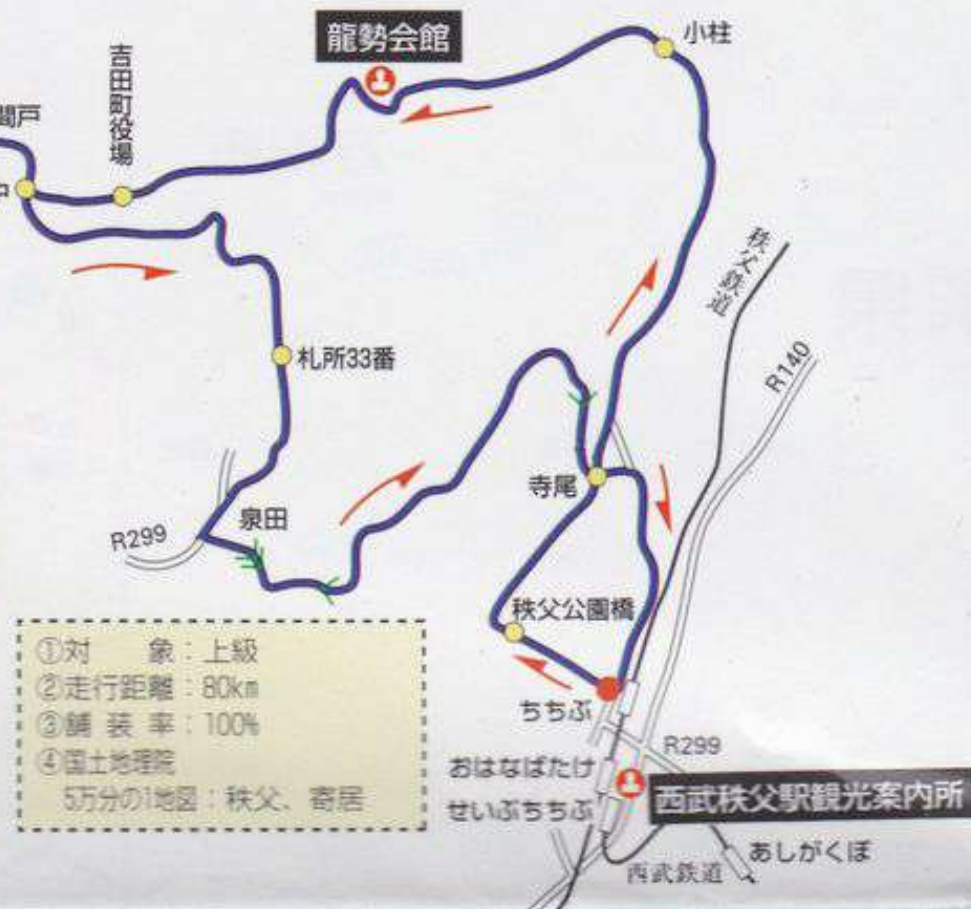 龍勢会館
小柱
吉田町役場
間戸
秩父鉄道
R140
札所33番
寺尾
泉田
R299
秩父公園橋
①対　象：上級
②走行距離：80km
③舗装率：100%
④国土地理院
5万分の1地図：秩父、寄居
ちちぶ
R299
おはなばたけ
せいぶちちぶ
西武秩父駅観光案内所
あしがくぼ
西武鉄道